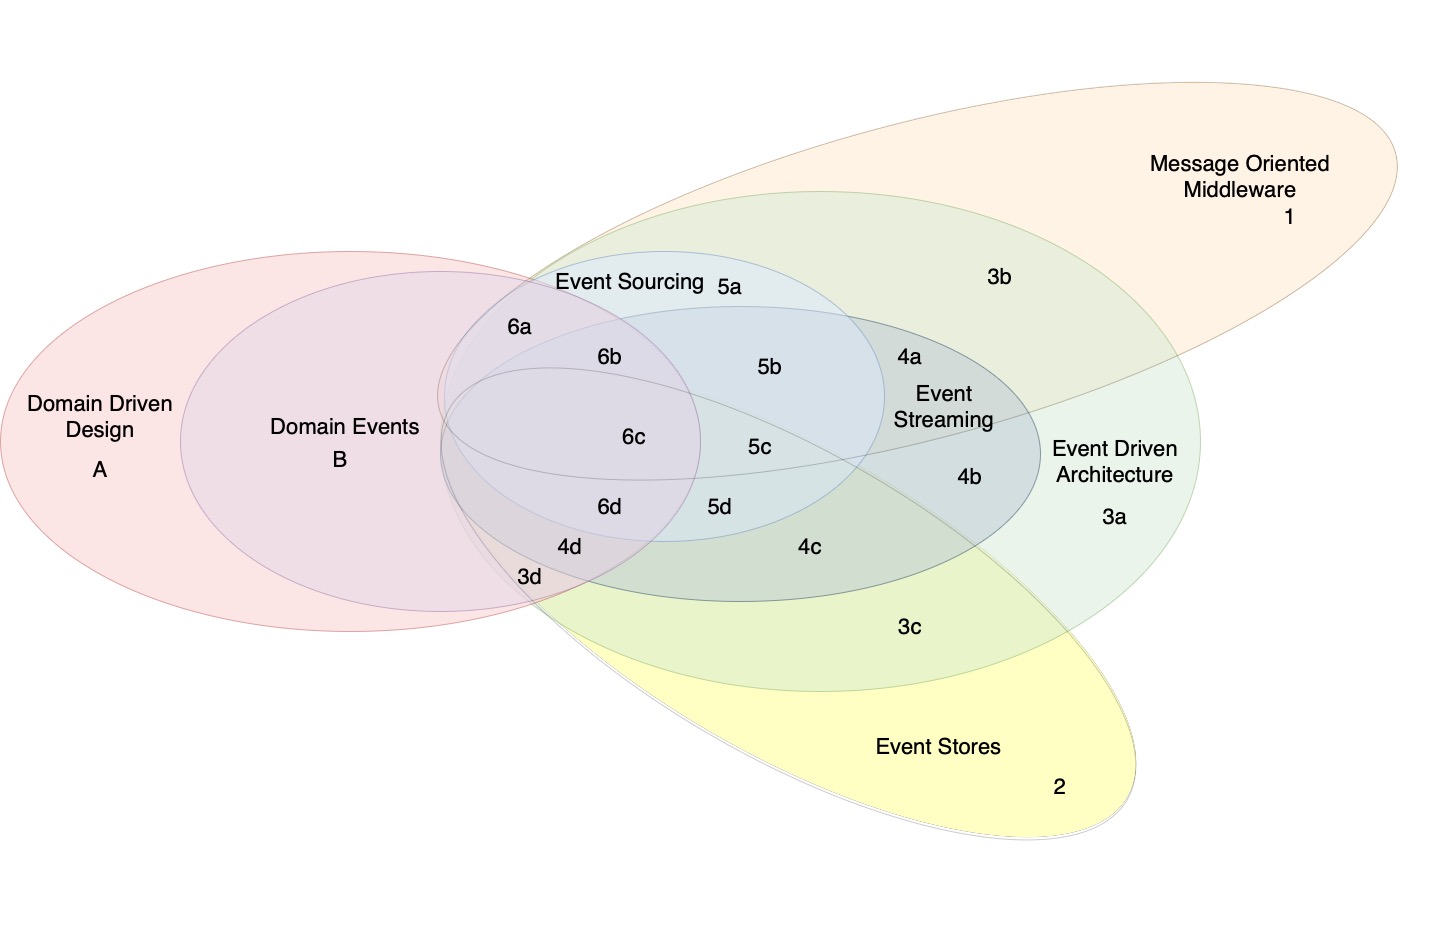 Message Oriented
Middleware
1
3b
Event Sourcing
5a
6a
6b
5b
4a
Event
Streaming
Domain Driven
Design
A
Domain Events
B
6c
5c
4b
Event Driven
Architecture
3a
6d
5d
4d
4c
3d
3c
Event Stores
2